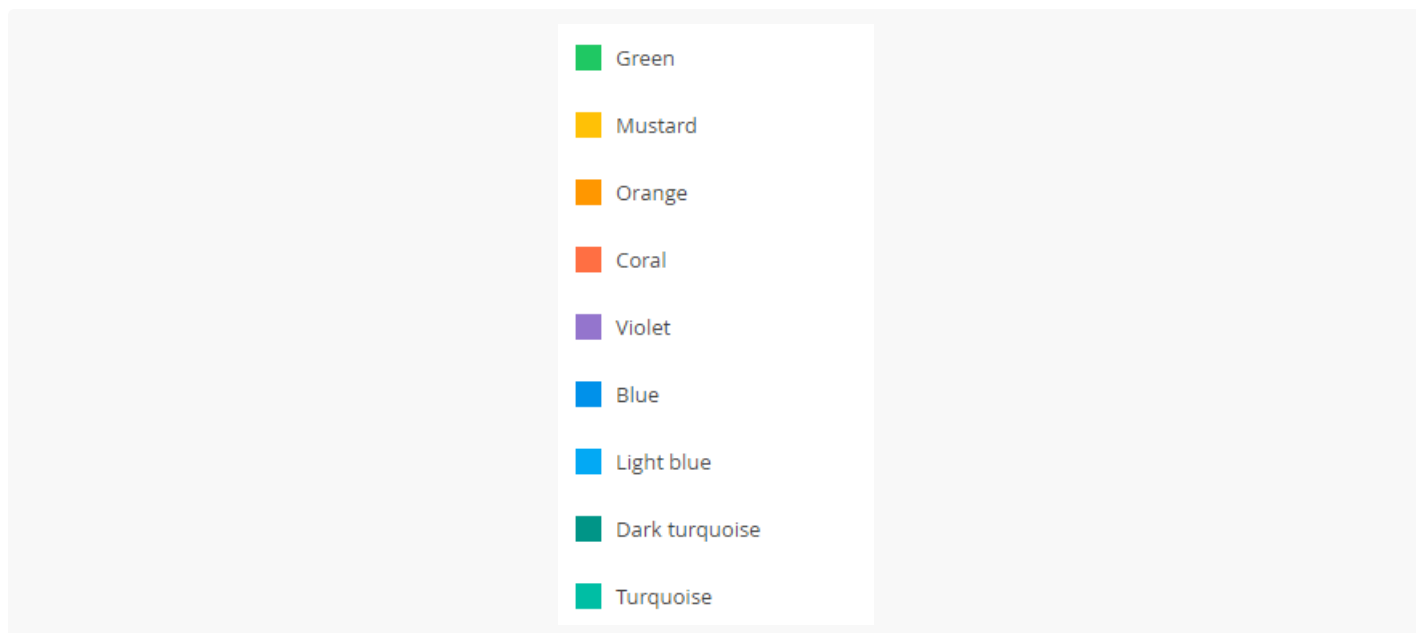 Green
Mustard
Orange
Coral
Violet
Blue
Light blue
Dark turquoise
Turquoise